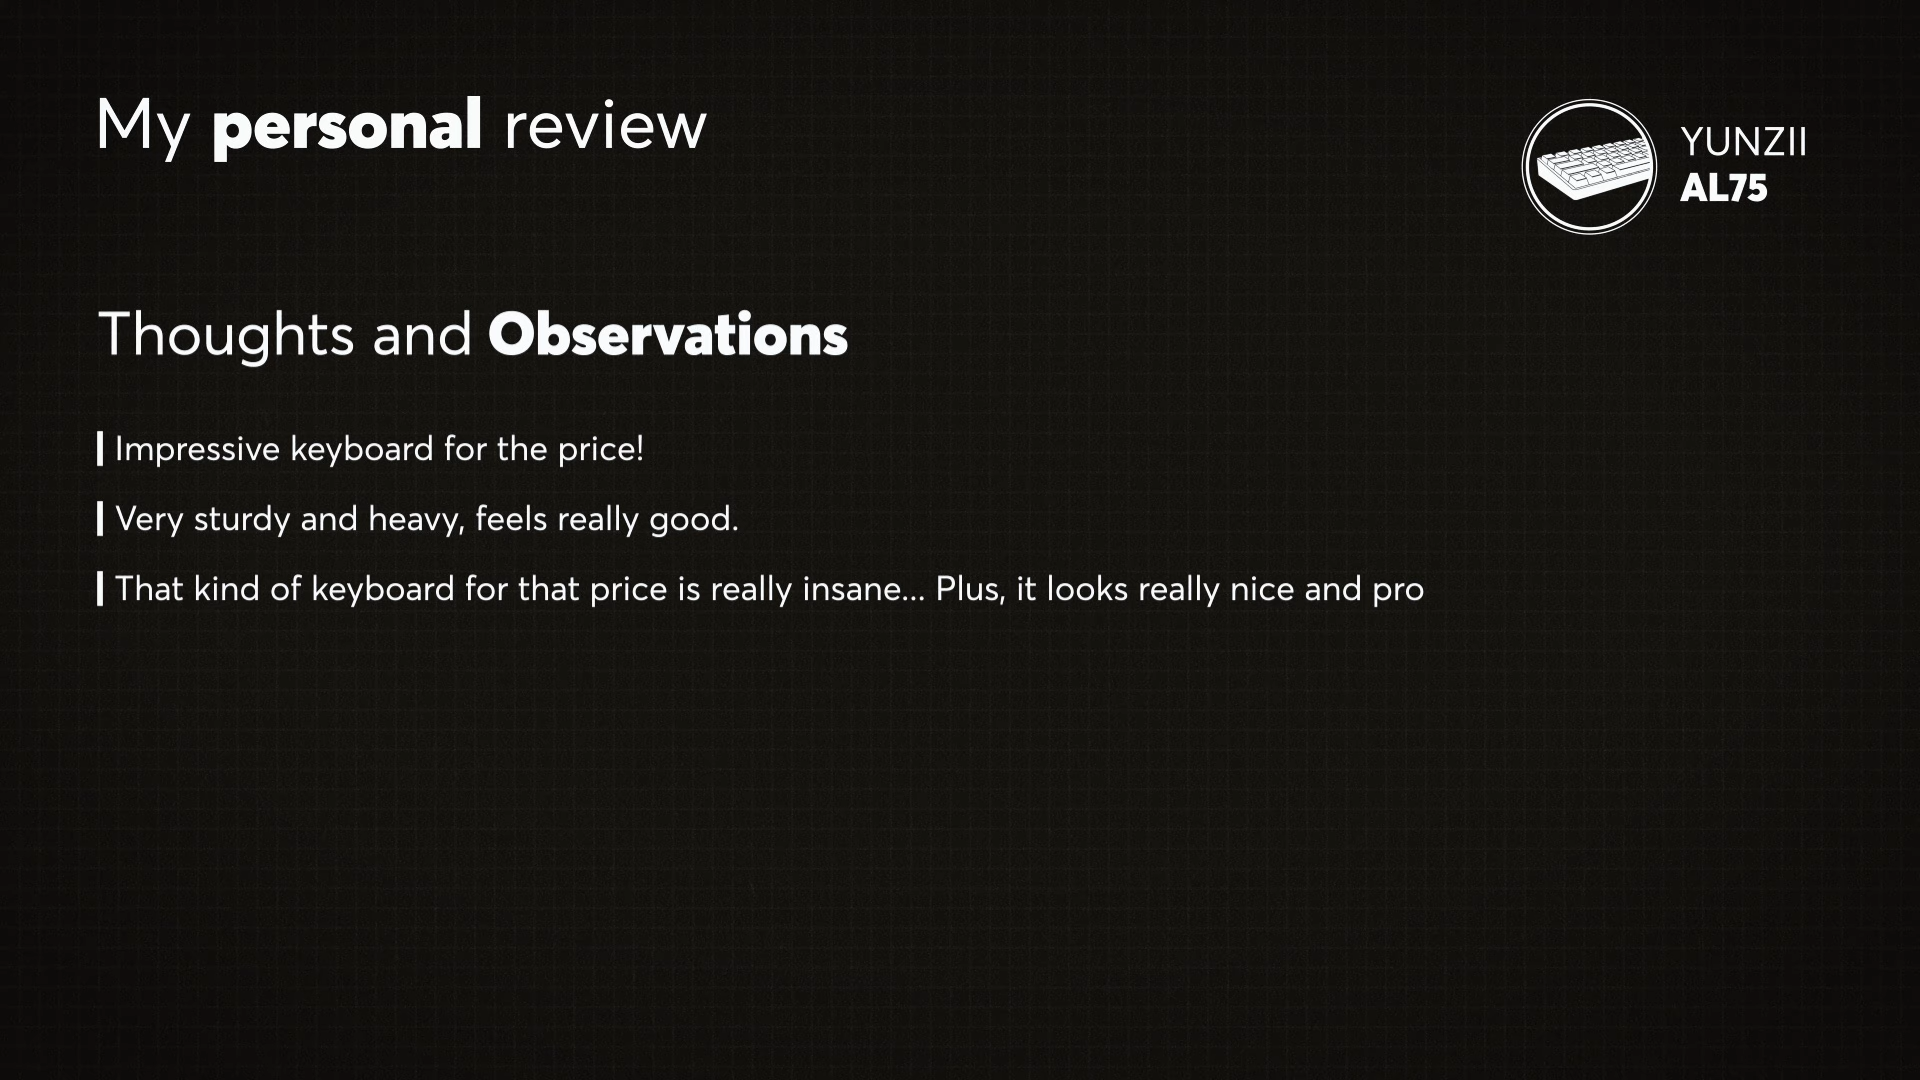 My personal review
YUNZII
AL75
Thoughts and Observations
Impressive keyboard for the price!
Very sturdy and heavy, feels really good.
That kind of keyboard for that price is really insane... Plus, it looks really nice and pro